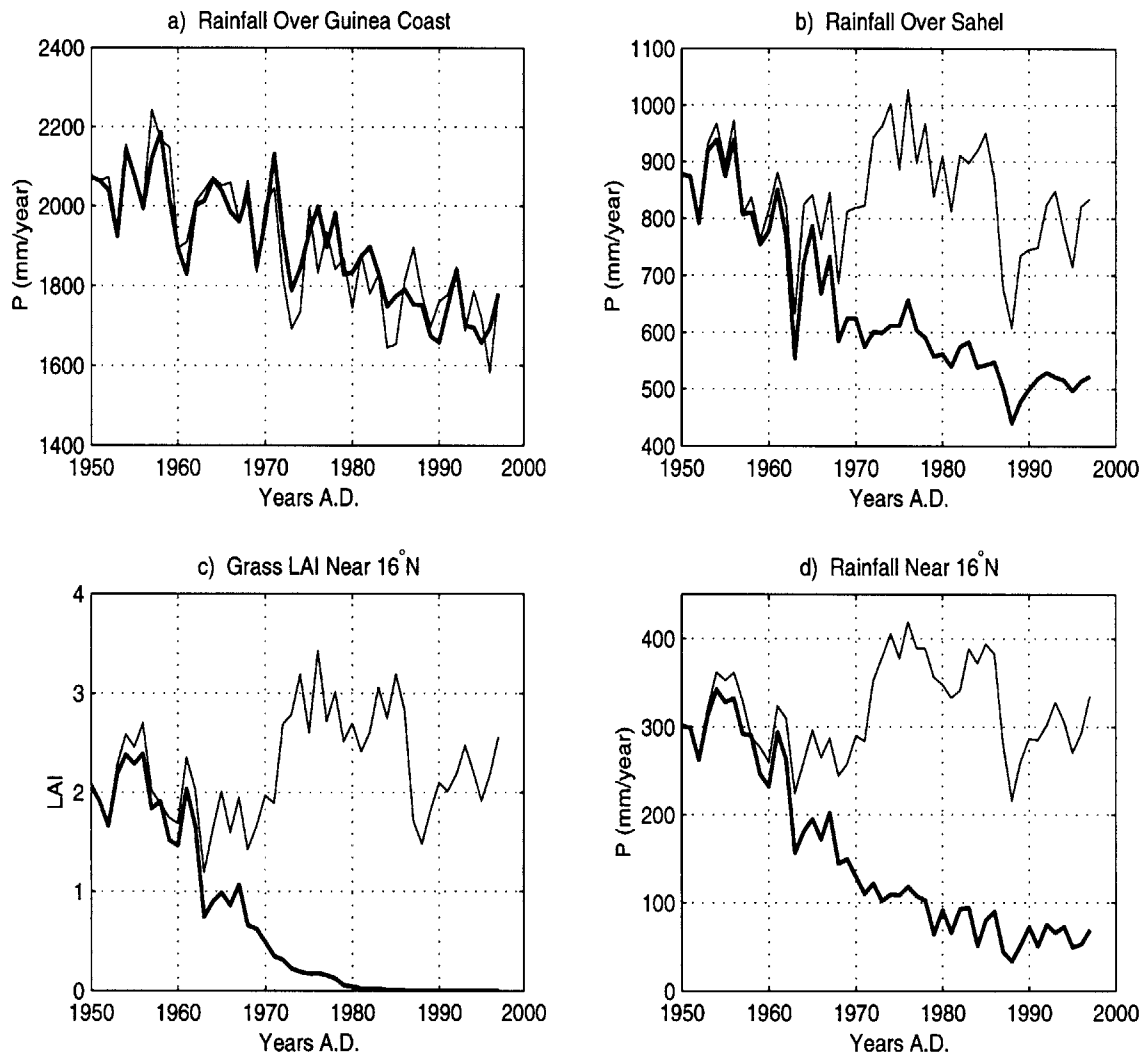 a) Rainfall Over Guinea Coast
2400
2200
2000
1800
1600
1400
P (mm/year)
1950 1960 1970 1980 1990 2000
Years A.D.
b) Rainfall Over Sahel
1100
1000
900
800
700
600
500
400
P (mm/year)
1950 1960 1970 1980 1990 2000
Years A.D.
c) Grass LAI Near 16°N
4
3
2
1
0
LAI
1950 1960 1970 1980 1990 2000
Years A.D.
d) Rainfall Near 16°N
400
300
200
100
0
P (mm/year)
1950 1960 1970 1980 1990 2000
Years A.D.